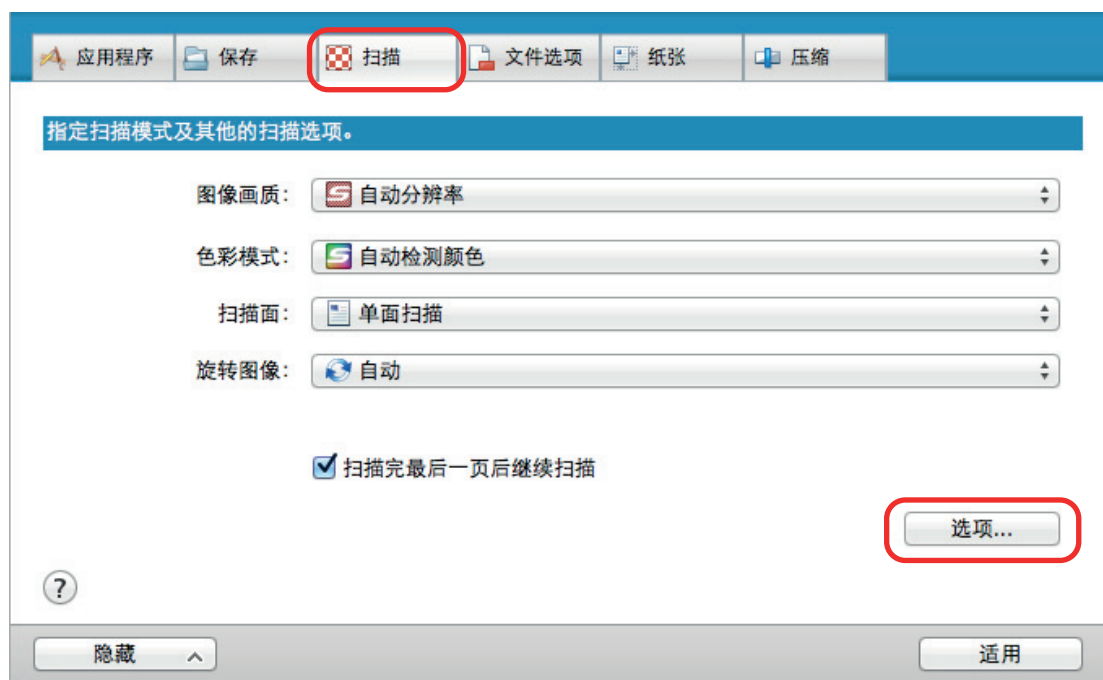 应用程序 保存 扫描 文件选项 纸张 压缩
指定扫描模式及其他的扫描选项。
图像画质: 自动分辨率
色彩模式: 自动检测颜色
扫描面: 单面扫描
旋转图像: 自动
扫描完最后一页后继续扫描
选项...
?
隐藏 适用